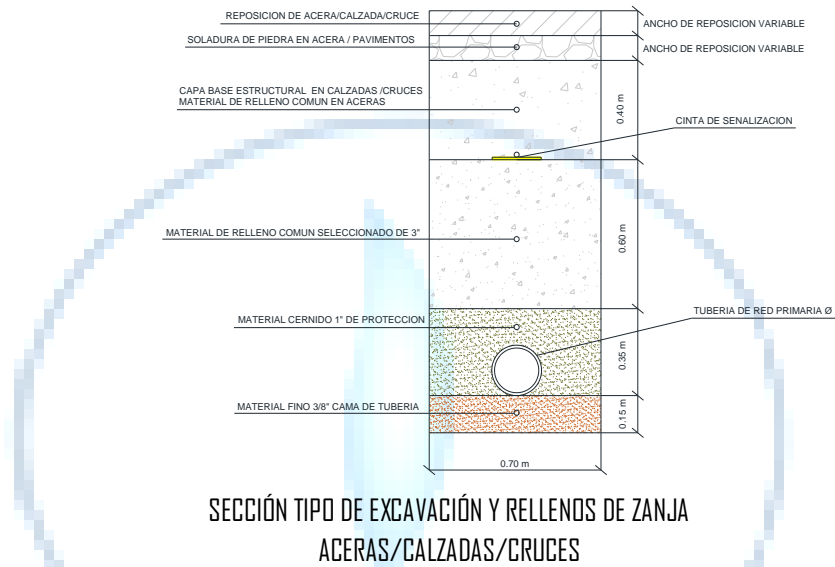 REPOSICION DE ACERA/CALZADA/CRUCE
ANCHO DE REPOSICION VARIABLE
SOLADURA DE PIEDRA EN ACERA / PAVIMENTOS
ANCHO DE REPOSICION VARIABLE
CAPA BASE ESTRUCTURAL EN CALZADAS /CRUCES
MATERIAL DE RELLENO COMUN EN ACERAS
0.40 m
CINTA DE SENALIZACION
MATERIAL DE RELLENO COMUN SELECCIONADO DE 3"
0.60 m
MATERIAL CERNIDO 1" DE PROTECCION
TUBERIA DE RED PRIMARIA Ø
0.35 m
MATERIAL FINO 3/8" CAMA DE TUBERIA
0.15 m
0.70 m
SECCIÓN TIPO DE EXCAVACIÓN Y RELLENOS DE ZANJA
ACERAS/CALZADAS/CRUCES